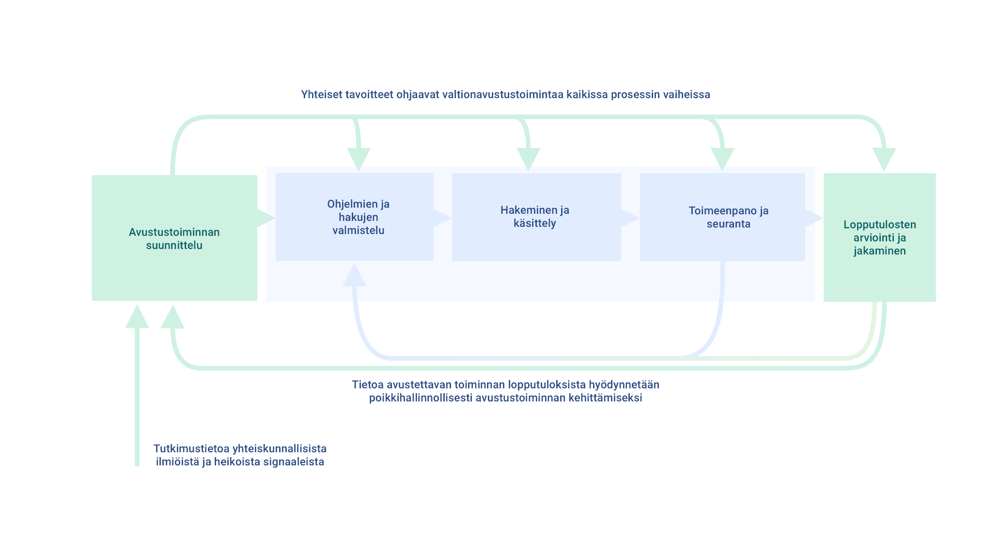 Yhteiset tavoitteet ohjaavat valtionavustustoimintaa kaikissa prosessin vaiheissa
Avustustoiminnan
suunnittelu
Ohjelmien ja
hakujen
valmistelu
Hakeminen ja
käsittely
Toimeenpano ja
seuranta
Lopputulosten
arviointi ja
jakaminen
Tietoa avustettavan toiminnan lopputuloksista hyödynnetään
poikkihallinnollisesti avustustoiminnan kehittämiseksi
Tutkimustietoa yhteiskunnallisista
ilmiöistä ja heikoista signaaleista